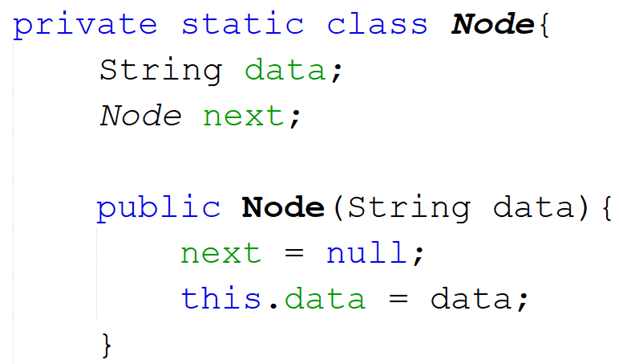 private static class Node{
String data;
Node next;
public Node(String data){
next = null;
this.data = data;
}